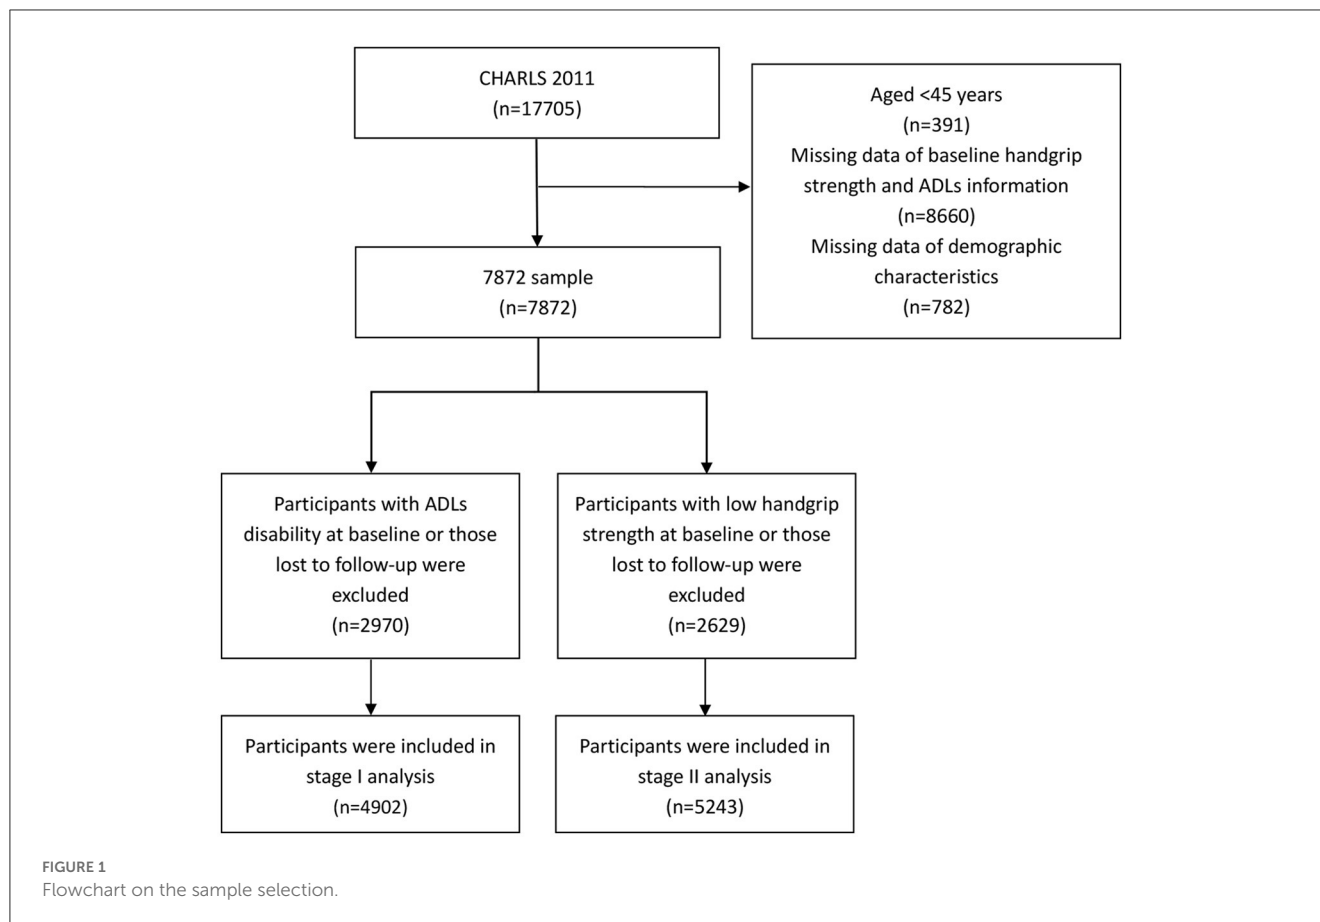 CHARLS 2011
(n=17705)
Aged <45 years
(n=391)
Missing data of baseline handgrip
strength and ADLs information
(n=8660)
Missing data of demographic
characteristics
(n=782)
7872 sample
(n=7872)
Participants with ADLs
disability at baseline or those
lost to follow-up were
excluded
(n=2970)
Participants with low handgrip
strength at baseline or those
lost to follow-up were
excluded
(n=2629)
Participants were included in
stage I analysis
(n=4902)
Participants were included in
stage II analysis
(n=5243)
FIGURE 1
Flowchart on the sample selection.